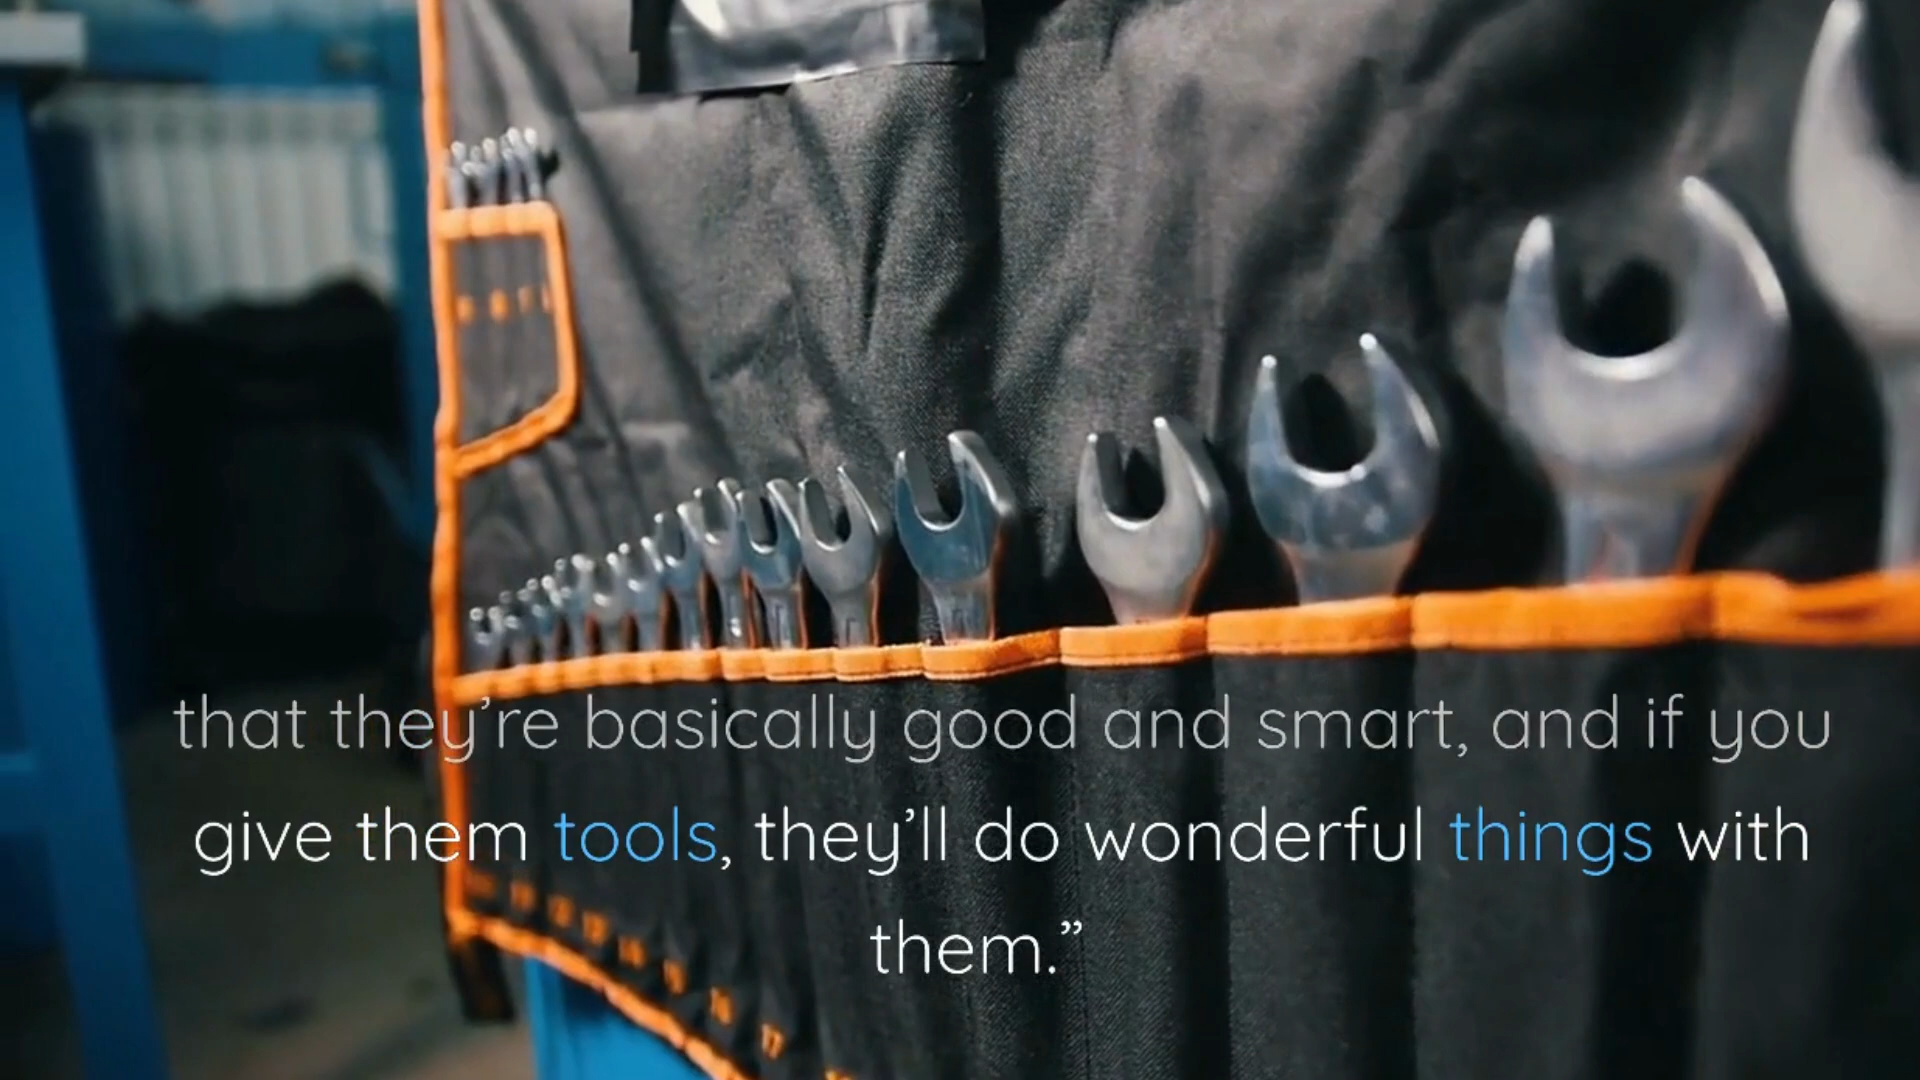 that they’re basically good and smart, and if you
give them tools, they’ll do wonderful things with
them.”
17